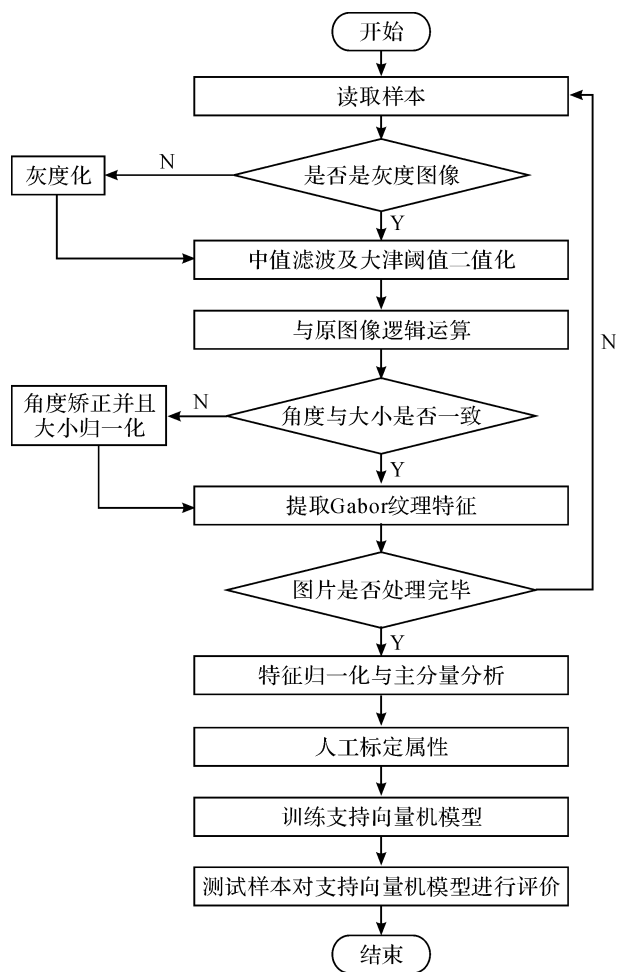 开始
读取样本
是否是灰度图像
N
灰度化
Y
中值滤波及大津阈值二值化
与原图像逻辑运算
N
角度与大小是否一致
N
角度矫正并且
大小归一化
Y
提取Gabor纹理特征
图片是否处理完毕
Y
特征归一化与主分量分析
人工标定属性
训练支持向量机模型
测试样本对支持向量机模型进行评价
结束